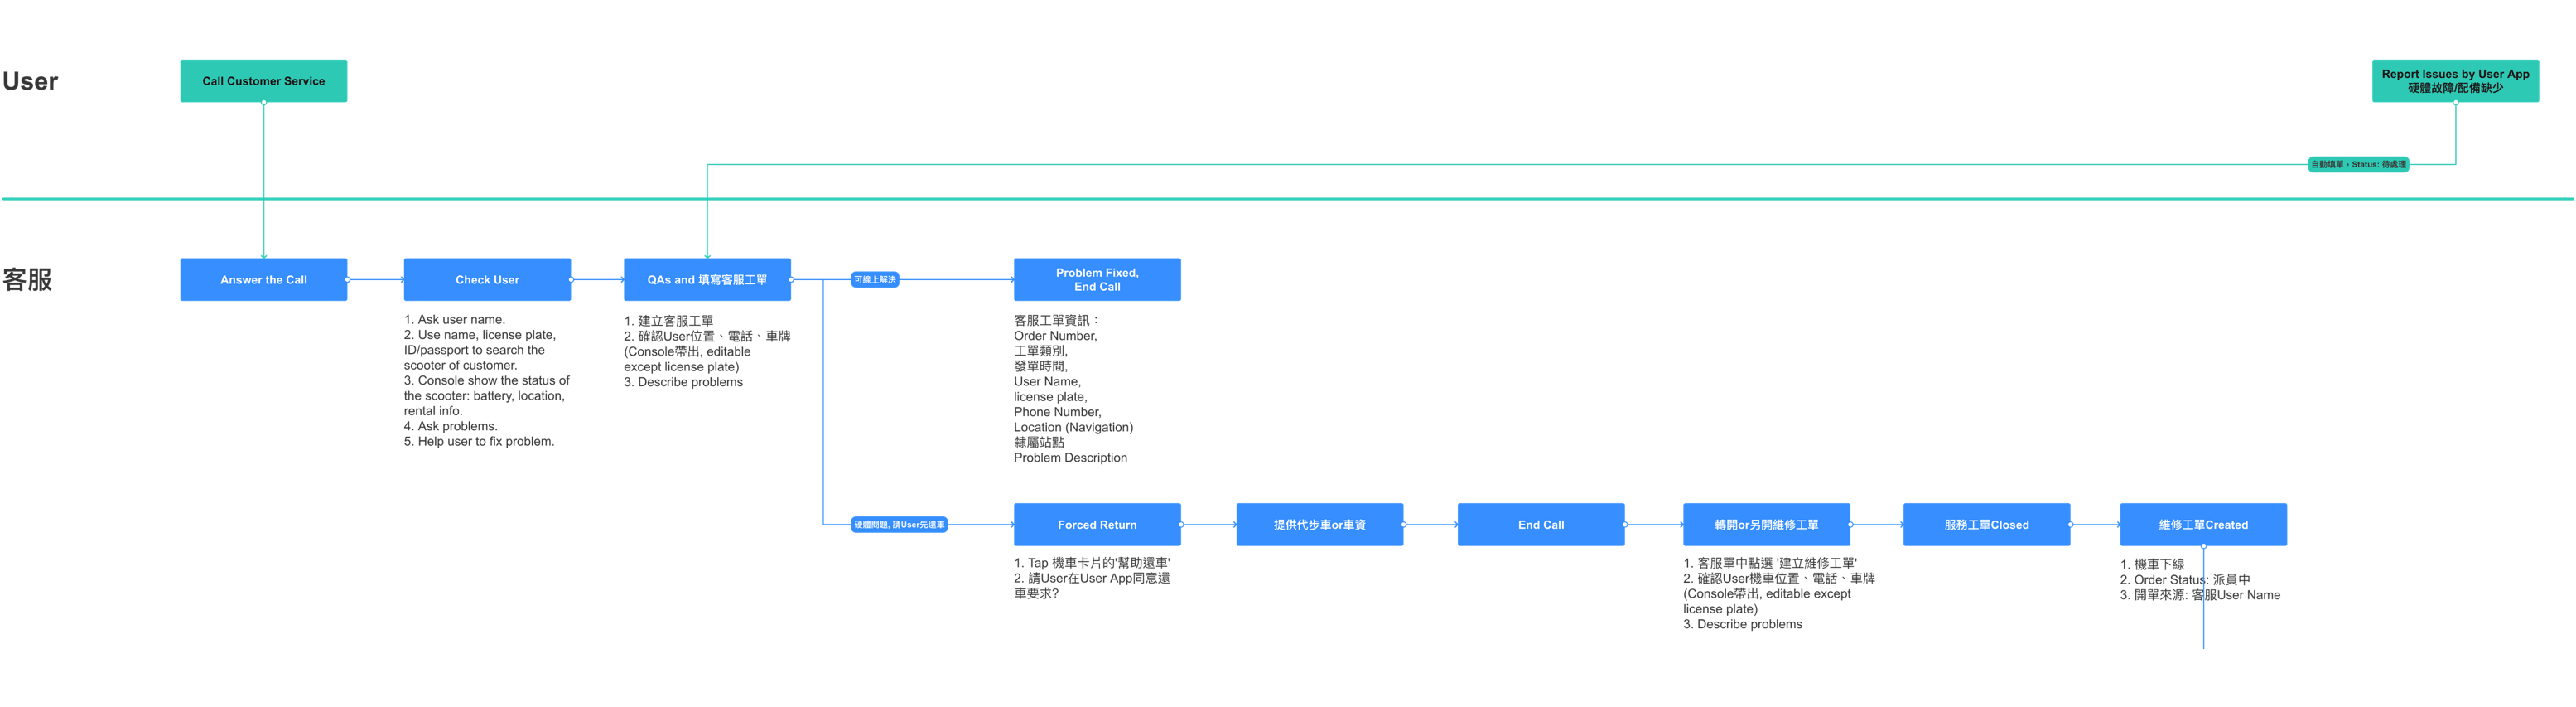 User
Call Customer Service
Report Issues by User App
硬體故障/配備缺少
自動填單，Status: 待處理
客服
Answer the Call
Check User
1. Ask user name.
2. Use name, license plate,
ID/passport to search the
scooter of customer.
3. Console show the status of
the scooter: battery, location,
rental info.
4. Ask problems.
5. Help user to fix problem.
QAs and 填寫客服工單
1. 建立客服工單
2. 確認User位置、電話、車牌
(Console帶出, editable
except license plate)
3. Describe problems
可線上解決
Problem Fixed,
End Call
客服工單資訊：
Order Number,
工單類別,
發單時間,
User Name,
license plate,
Phone Number,
Location (Navigation)
隸屬站點
Problem Description
硬體問題, 請User先還車
Forced Return
1. Tap 機車卡片的'幫助還車'
2. 請User在User App同意還
車要求?
提供代步車or車資
End Call
轉開or另開維修工單
1. 客服單中點選 '建立維修工單'
2. 確認User機車位置、電話、車牌
(Console帶出, editable except
license plate)
3. Describe problems
服務工單Closed
維修工單Created
1. 機車下線
2. Order Status: 派員中
3. 開單來源: 客服User Name